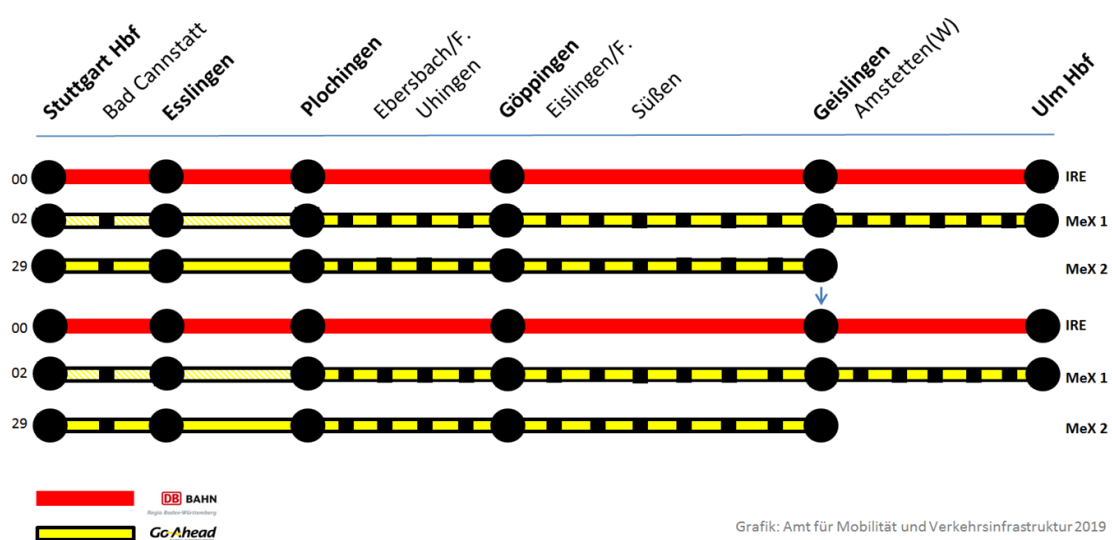 Stuttgart Hbf
Bad Cannstatt
Esslingen
Plochingen
Ebersbach/F.
Uhingen
Göppingen
Eislingen/F.
Süßen
Geislingen
Amstetten(W)
Ulm Hbf
00 IRE
02 MeX 1
29 MeX 2
00 IRE
02 MeX 1
29 MeX 2
DB BAHN
Regio Baden-Württemberg
Go-Ahead
Grafik: Amt für Mobilität und Verkehrsinfrastruktur 2019